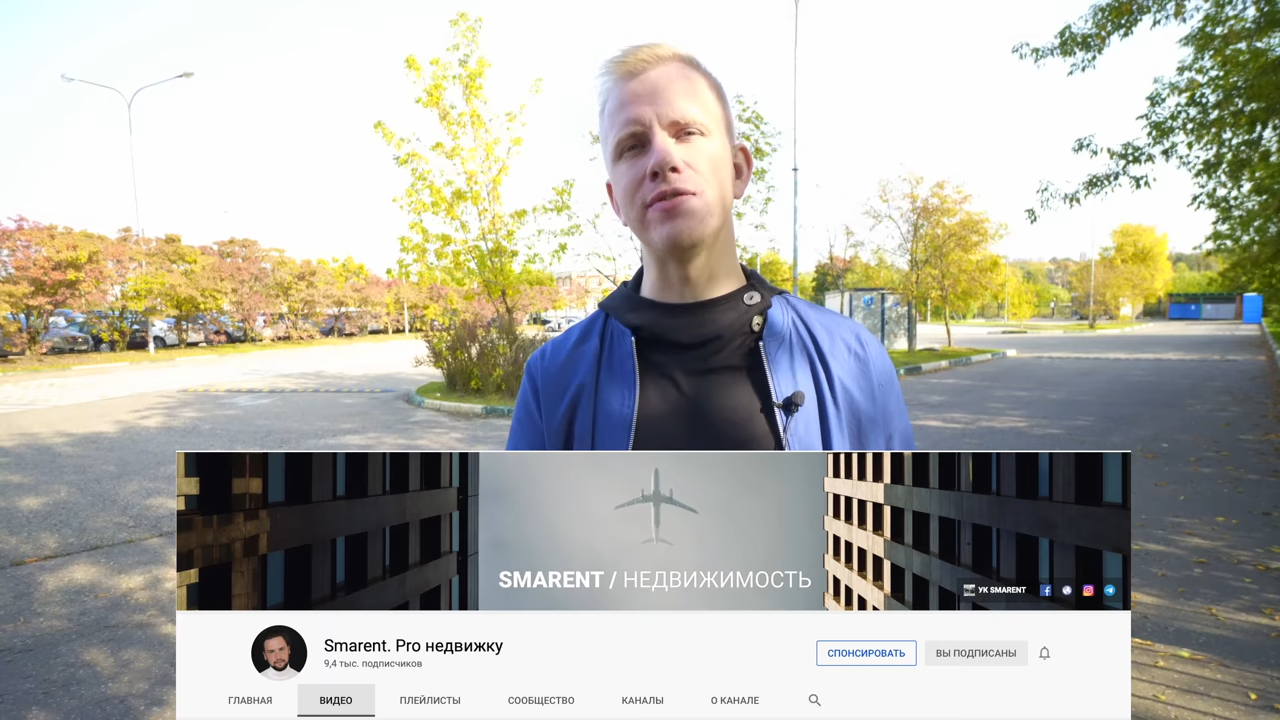 SMARENT / НЕДВИЖИМОСТЬ
УК SMARENT
Smarent. Pro недвижку
9,4 тыс. подписчиков
СПОНСИРОВАТЬ
ВЫ ПОДПИСАНЫ
ГЛАВНАЯ
ВИДЕО
ПЛЕЙЛИСТЫ
СООБЩЕСТВО
КАНАЛЫ
О КАНАЛЕ